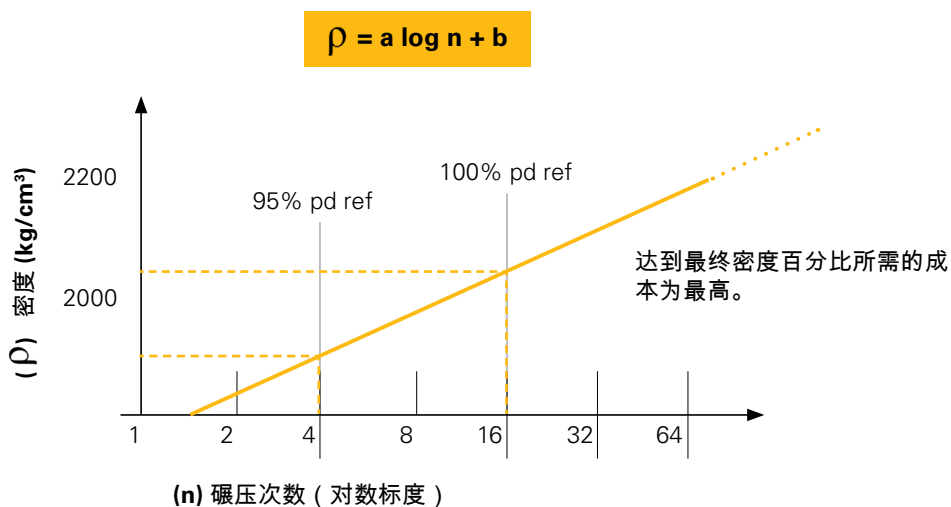 ρ = a log n + b
2200
100% pd ref
95% pd ref
达到最终密度百分比所需的成
本为最高。
2000
(ρ) 密度 (kg/cm³)
1 2 4 8 16 32 64
(n) 碾压次数（对数标度）